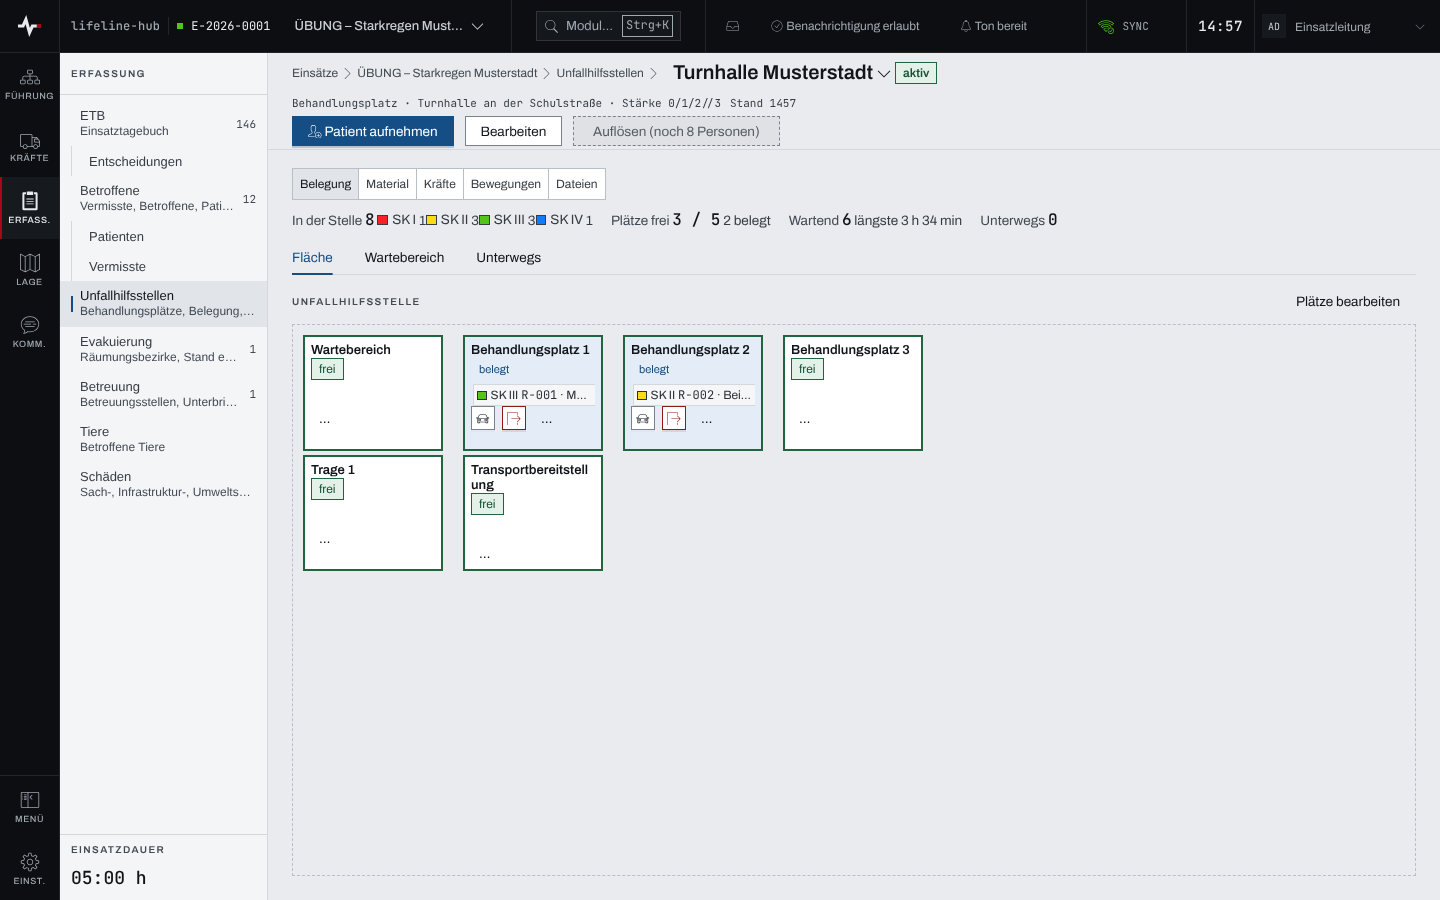 lifeline-hub
E-2026-0001
ÜBUNG – Starkregen Must...
Modul...
Strg+K
Benachrichtigung erlaubt
Ton bereit
SYNC
14:57
AD
Einsatzleitung
FÜHRUNG
KRÄFTE
ERFASS.
LAGE
KOMM.
MENÜ
EINST.
ERFASSUNG
ETB
Einsatztagebuch
146
Entscheidungen
Betroffene
Vermisste, Betroffene, Pati...
12
Patienten
Vermisste
Unfallhilfsstellen
Behandlungsplätze, Belegung,...
Evakuierung
Räumungsbezirke, Stand e...
1
Betreuung
Betreuungsstellen, Unterbri...
1
Tiere
Betroffene Tiere
Schäden
Sach-, Infrastruktur-, Umwelts...
EINSATZDAUER
05:00 h
Einsätze
ÜBUNG – Starkregen Musterstadt
Unfallhilfsstellen
Turnhalle Musterstadt
aktiv
Behandlungsplatz · Turnhalle an der Schulstraße · Stärke 0/1/2//3 Stand 1457
Patient aufnehmen
Bearbeiten
Auflösen (noch 8 Personen)
Belegung
Material
Kräfte
Bewegungen
Dateien
In der Stelle 8 SK I 1 SK II 3 SK III 3 SK IV 1 Plätze frei 3 / 5 2 belegt Wartend 6 längste 3 h 34 min Unterwegs 0
Fläche
Wartebereich
Unterwegs
UNFALLHILFSSTELLE
Plätze bearbeiten
Wartebereich
frei
...
Behandlungsplatz 1
belegt
SK III R-001 · M...
...
Behandlungsplatz 2
belegt
SK II R-002 · Bei...
...
Behandlungsplatz 3
frei
...
Trage 1
frei
...
Transportbereitstell
ung
frei
...